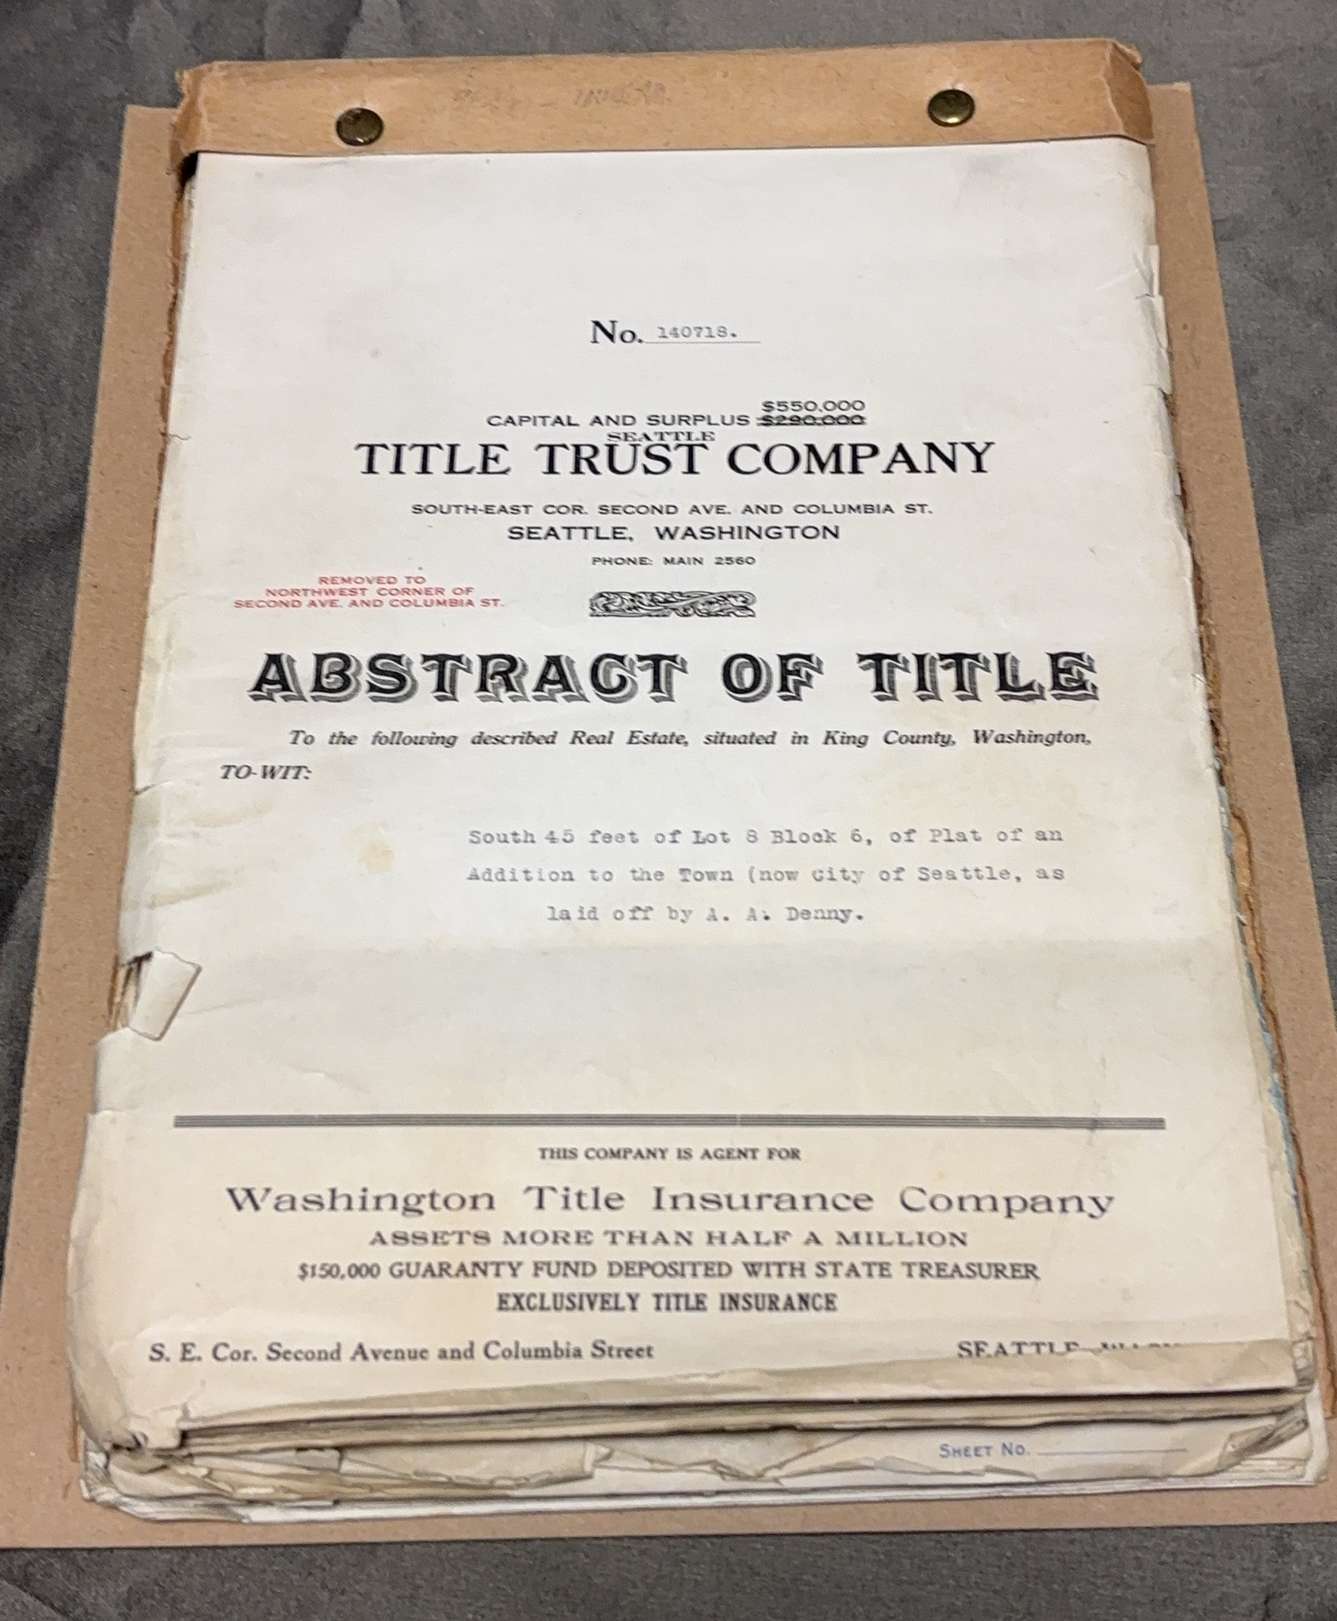 No. 140718.
$550,000
CAPITAL AND SURPLUS $290,000
SEATTLE
TITLE TRUST COMPANY
SOUTH-EAST COR. SECOND AVE. AND COLUMBIA ST.
SEATTLE, WASHINGTON
PHONE: MAIN 2560
REMOVED TO
NORTHWEST CORNER OF
SECOND AVE. AND COLUMBIA ST.
ABSTRACT OF TITLE
To the following described Real Estate, situated in King County, Washington,
TO-WIT:
South 45 feet of Lot 8 Block 6, of Plat of an
Addition to the Town (now City of Seattle, as
laid off by A. A. Denny.
THIS COMPANY IS AGENT FOR
Washington Title Insurance Company
ASSETS MORE THAN HALF A MILLION
$150,000 GUARANTY FUND DEPOSITED WITH STATE TREASURER
EXCLUSIVELY TITLE INSURANCE
S. E. Cor. Second Avenue and Columbia Street
SEATTLE
SHEET NO.